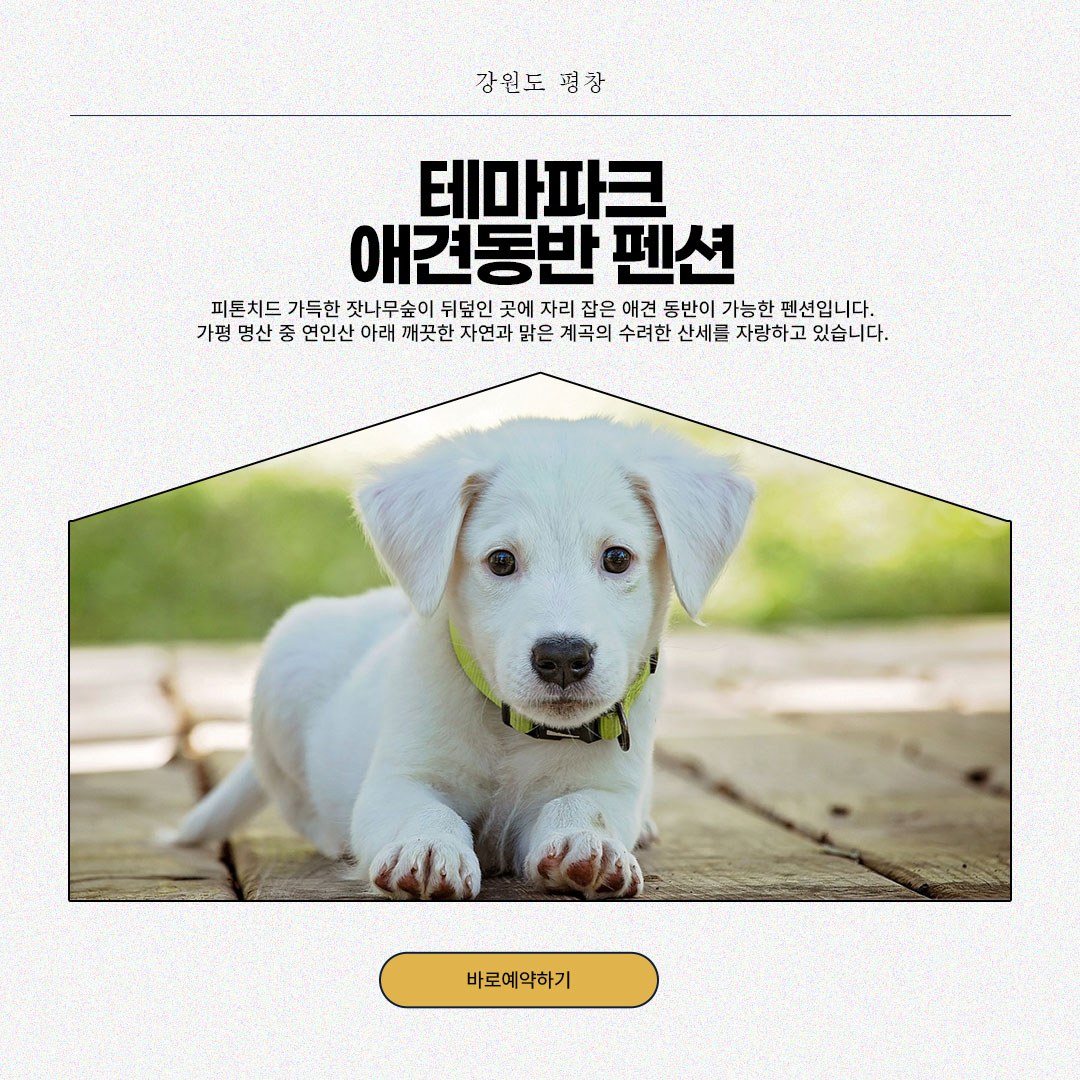 강원도 평창
테마파크
애견동반 펜션
피톤치드 가득한 잣나무숲이 뒤덮인 곳에 자리 잡은 애견 동반이 가능한 펜션입니다.
가평 명산 중 연인산 아래 깨끗한 자연과 맑은 계곡의 수려한 산세를 자랑하고 있습니다.
바로예약하기